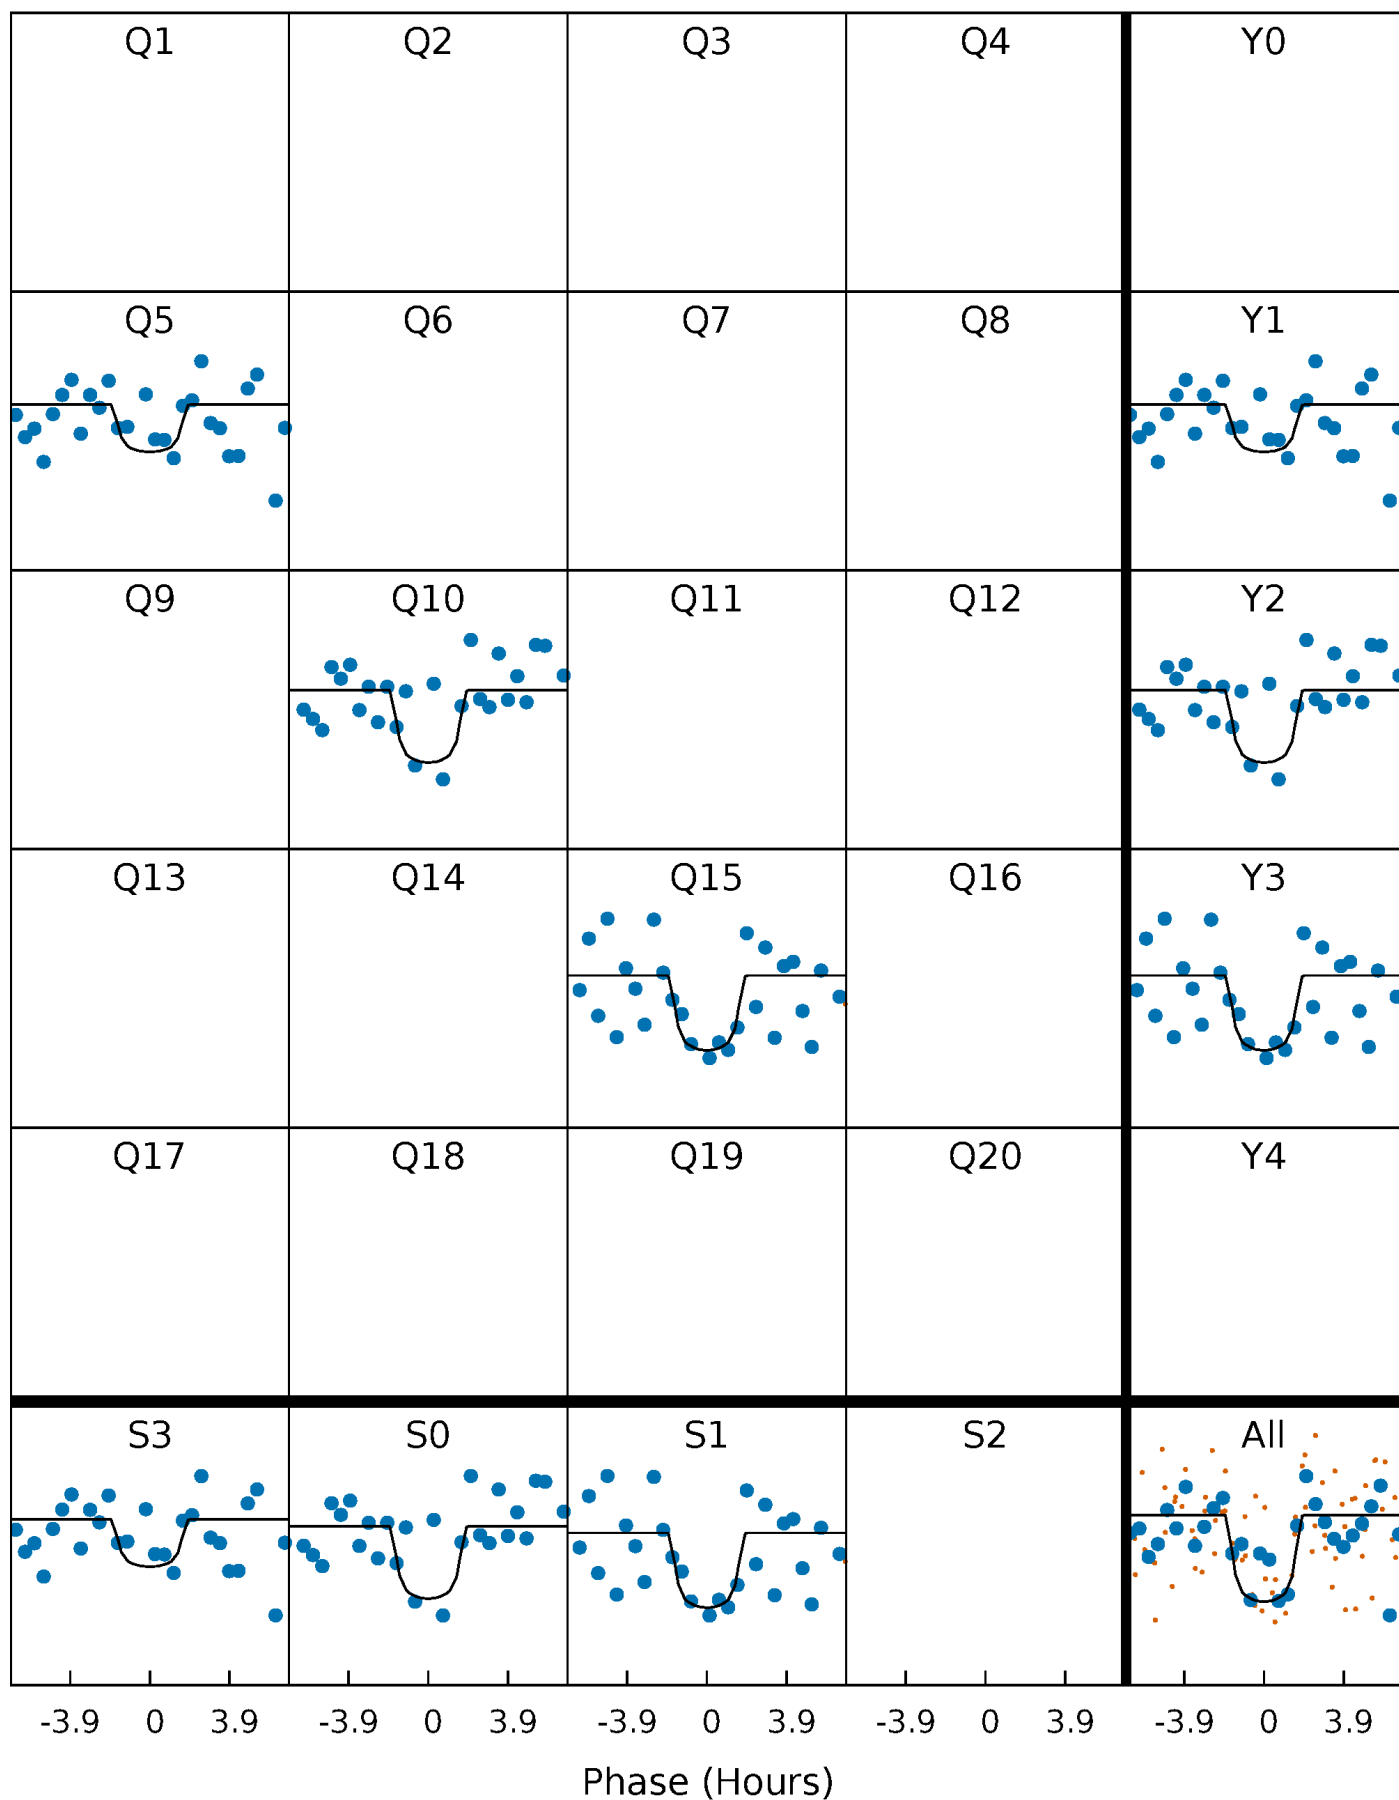 Q1 Q2 Q3 Q4 Y0
Q5 Q6 Q7 Q8 Y1
Q9 Q10 Q11 Q12 Y2
Q13 Q14 Q15 Q16 Y3
Q17 Q18 Q19 Q20 Y4
S3 S0 S1 S2 All
-3.9 0 3.9 -3.9 0 3.9 -3.9 0 3.9 -3.9 0 3.9 -3.9 0 3.9
Phase (Hours)